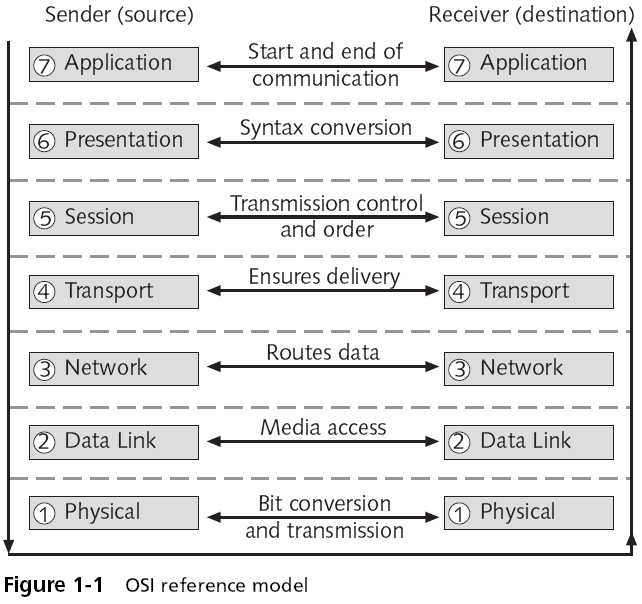 Sender (source)
Receiver (destination)
7 Application
Start and end of
communication
7 Application
6 Presentation
Syntax conversion
6 Presentation
5 Session
Transmission control
and order
5 Session
4 Transport
Ensures delivery
4 Transport
3 Network
Routes data
3 Network
2 Data Link
Media access
2 Data Link
1 Physical
Bit conversion
and transmission
1 Physical
Figure 1-1 OSI reference model